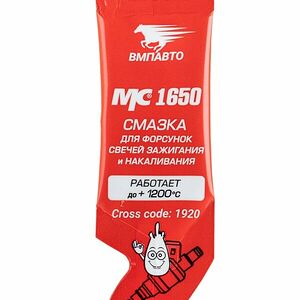 ВМПАВТО
МС 1650
СМАЗКА
ДЛЯ ФОРСУНОК
СВЕЧЕЙ ЗАЖИГАНИЯ
и НАКАЛИВАНИЯ
РАБОТАЕТ
до +1200°С
Cross code: 1920